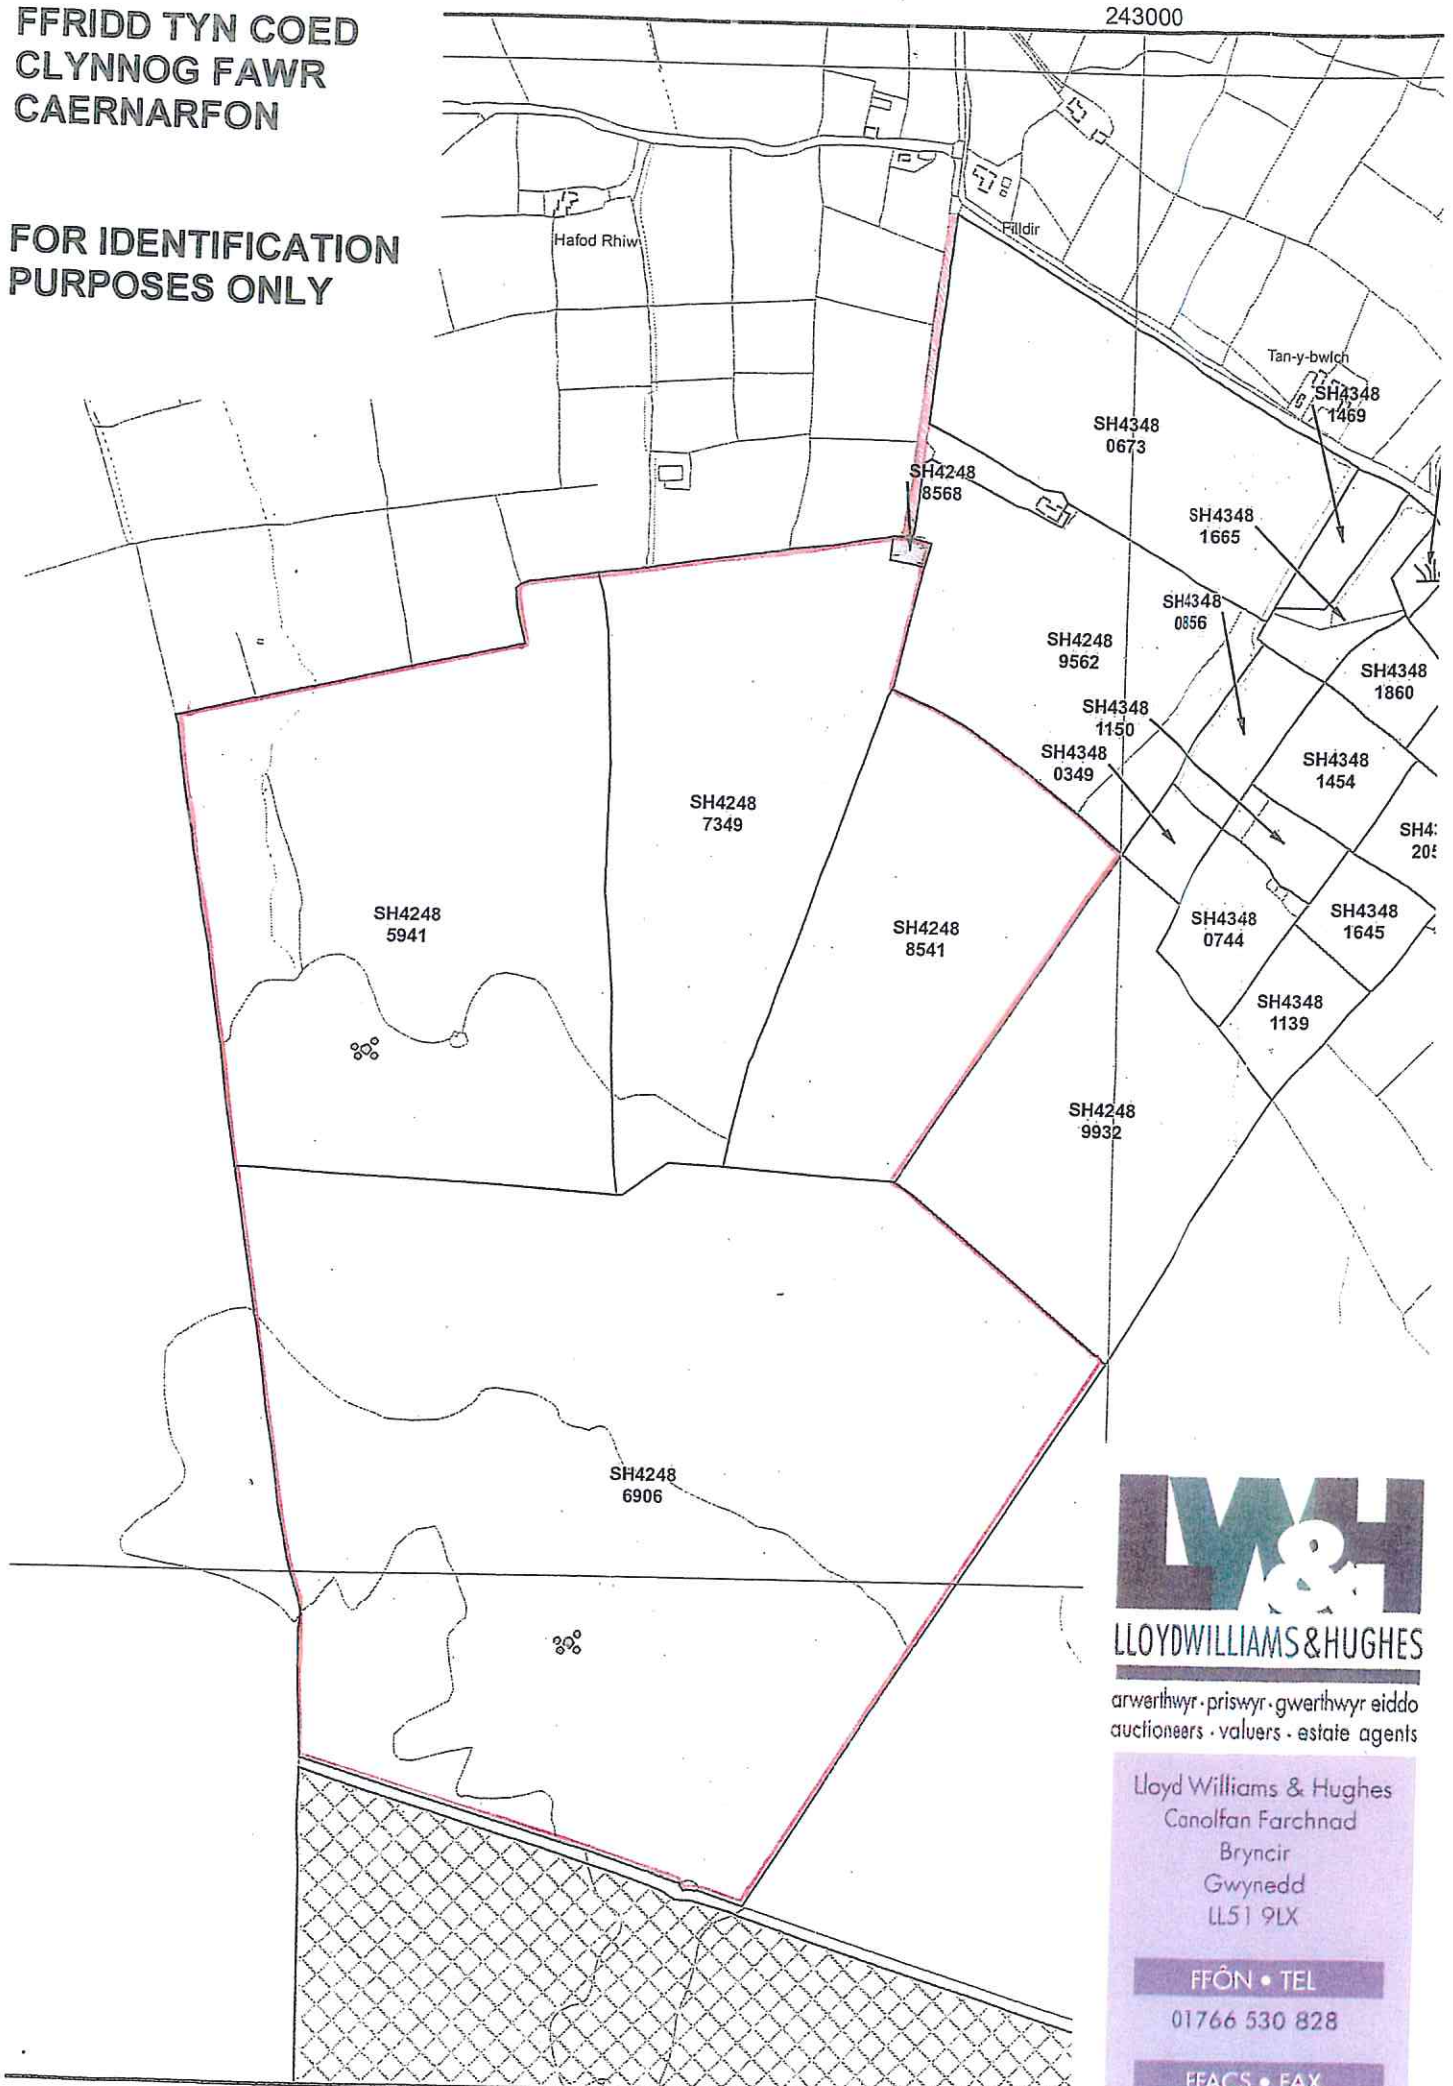 FFRIDD TYN COED
CLYNNOG FAWR
CAERNARFON
FOR IDENTIFICATION
PURPOSES ONLY
243000
Hafod Rhiw
Filldir
Tan-y-bwlch
SH4348
1469
SH4348
0673
SH4248
8568
SH4348
1665
SH4348
0856
SH4248
9562
SH4348
1860
SH4348
1150
SH4348
0349
SH4348
1454
SH4248
7349
SH4248
5941
SH4248
8541
SH4348
0744
SH4348
1645
SH4348
1139
SH4248
9932
SH4248
6906
LW&H
LLOYDWILLIAMS&HUGHES
arwerthwyr · priswyr · gwerthwyr eiddo
auctioneers · valuers · estate agents
Lloyd Williams & Hughes
Canolfan Farchnad
Bryncir
Gwynedd
LL51 9LX
FFÔN • TEL
01766 530 828
FFACS • FAX